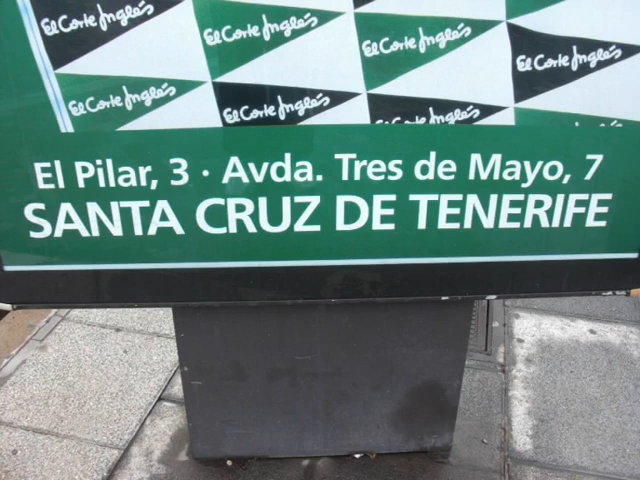 El Corte Inglés El Corte Inglés El Corte Inglés El Corte Inglés
El Corte Inglés El Corte Inglés El Corte Inglés
El Pilar, 3 · Avda. Tres de Mayo, 7
SANTA CRUZ DE TENERIFE